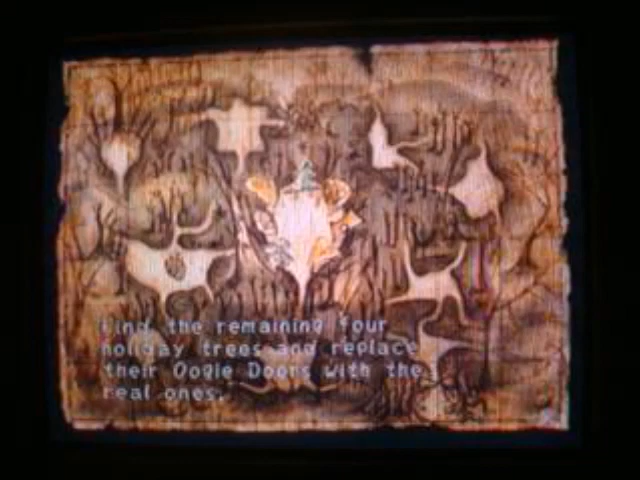 Find the remaining four
holiday trees and replace
their Oogie Doors with the
real ones.